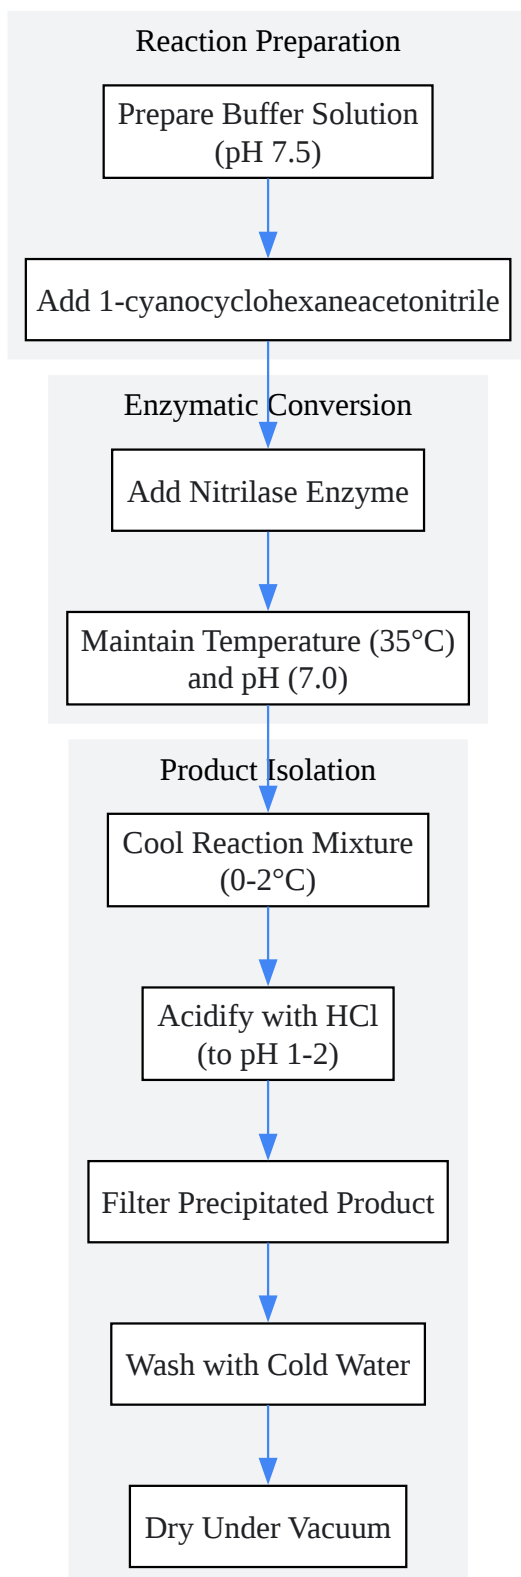 Reaction Preparation
Prepare Buffer Solution
(pH 7.5)
Add 1-cyanocyclohexaneacetonitrile
Enzymatic Conversion
Add Nitrilase Enzyme
Maintain Temperature (35°C)
and pH (7.0)
Product Isolation
Cool Reaction Mixture
(0-2°C)
Acidify with HCl
(to pH 1-2)
Filter Precipitated Product
Wash with Cold Water
Dry Under Vacuum